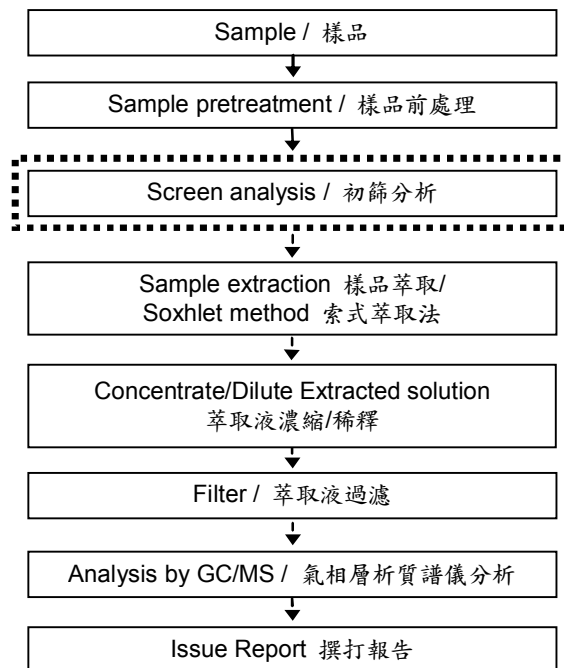 Sample / 樣品
Sample pretreatment / 樣品前處理
Screen analysis / 初篩分析
Sample extraction 樣品萃取/
Soxhlet method 索式萃取法
Concentrate/Dilute Extracted solution
萃取液濃縮/稀釋
Filter / 萃取液過濾
Analysis by GC/MS / 氣相層析質譜儀分析
Issue Report 撰打報告